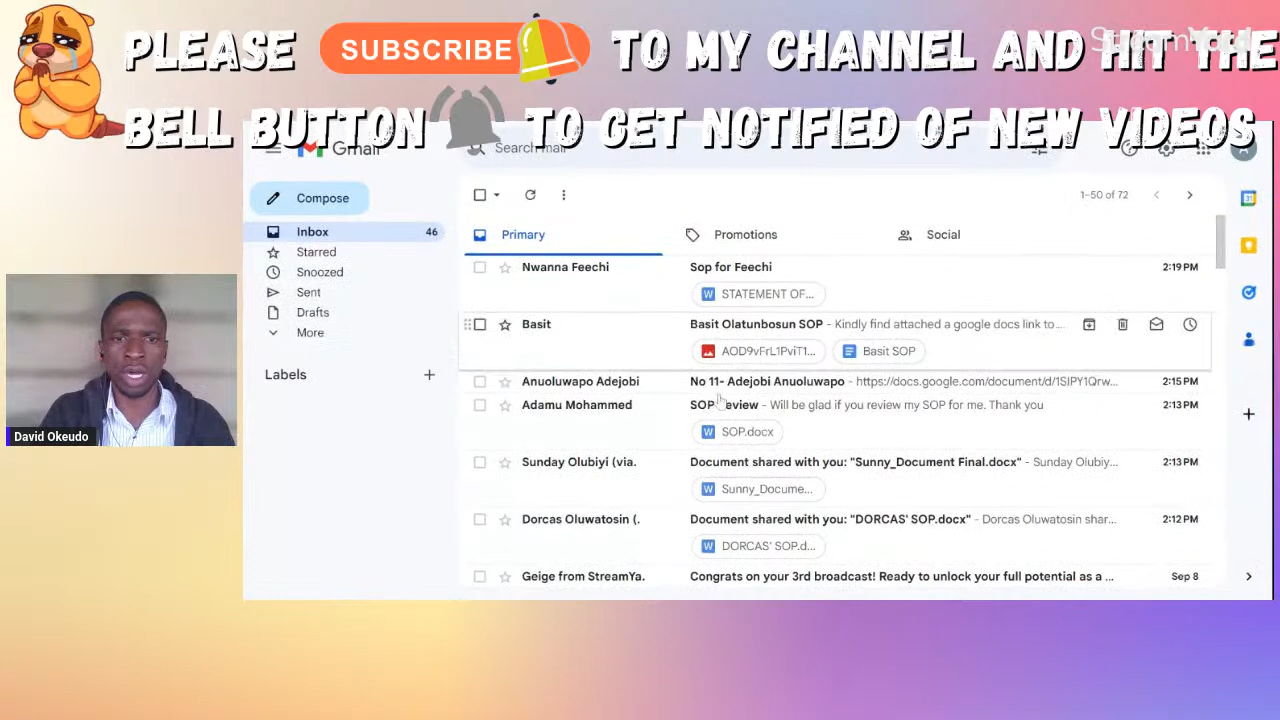 PLEASE SUBSCRIBE TO MY CHANNEL AND HIT THE
BELL BUTTON TO GET NOTIFIED OF NEW VIDEOS
Gmail
Search mail
Compose
1–50 of 72
Inbox 46
Starred
Snoozed
Sent
Drafts
More
Labels
Primary
Promotions
Social
Nwanna Feechi Sop for Feechi 2:19 PM
STATEMENT OF...
Basit Basit Olatunbosun SOP - Kindly find attached a google docs link to...
AOD9vFrL1PviT1... Basit SOP
Anuoluwapo Adejobi No 11- Adejobi Anuoluwapo - https://docs.google.com/document/d/1SIPY1Qrw... 2:15 PM
Adamu Mohammed SOP Review - Will be glad if you review my SOP for me. Thank you 2:13 PM
SOP.docx
Sunday Olubiyi (via. Document shared with you: "Sunny_Document Final.docx" - Sunday Olubiy... 2:13 PM
Sunny_Docume...
Dorcas Oluwatosin (. Document shared with you: "DORCAS' SOP.docx" - Dorcas Oluwatosin shar... 2:12 PM
DORCAS' SOP.d...
Geige from StreamYa. Congrats on your 3rd broadcast! Ready to unlock your full potential as a ... Sep 8
David Okeudo